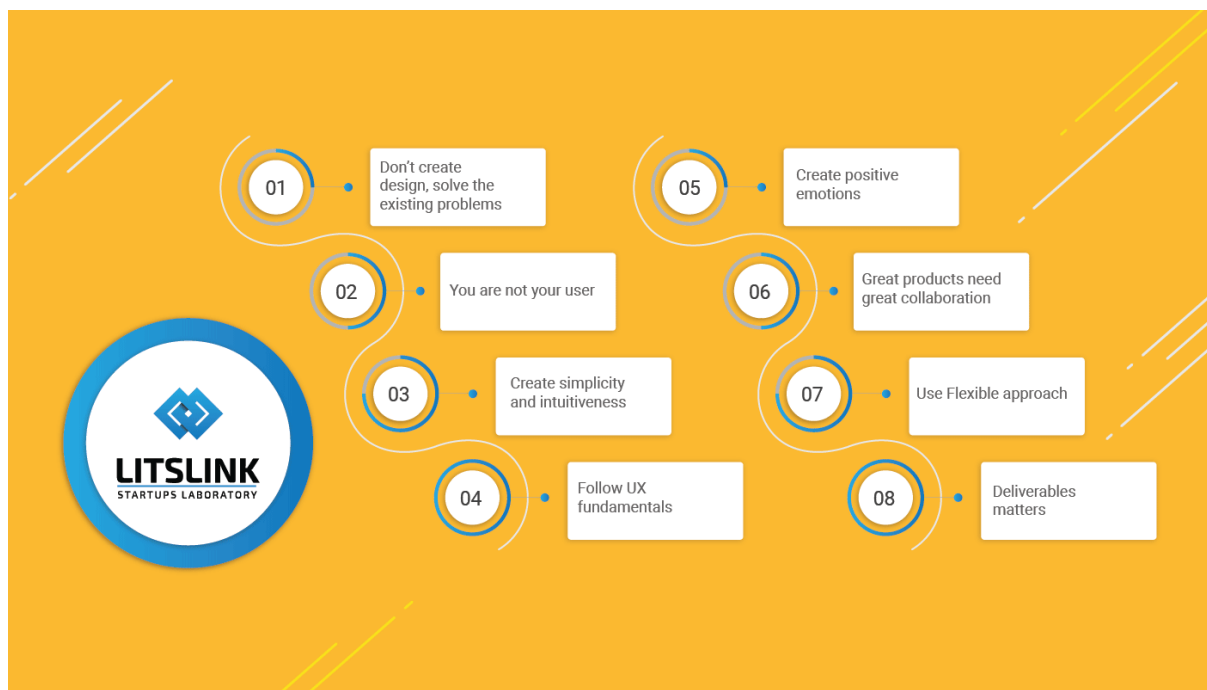 01
Don't create
design, solve the
existing problems
02
You are not your user
03
Create simplicity
and intuitiveness
04
Follow UX
fundamentals
05
Create positive
emotions
06
Great products need
great collaboration
07
Use Flexible approach
08
Deliverables
matters
LITSLINK
STARTUPS LABORATORY